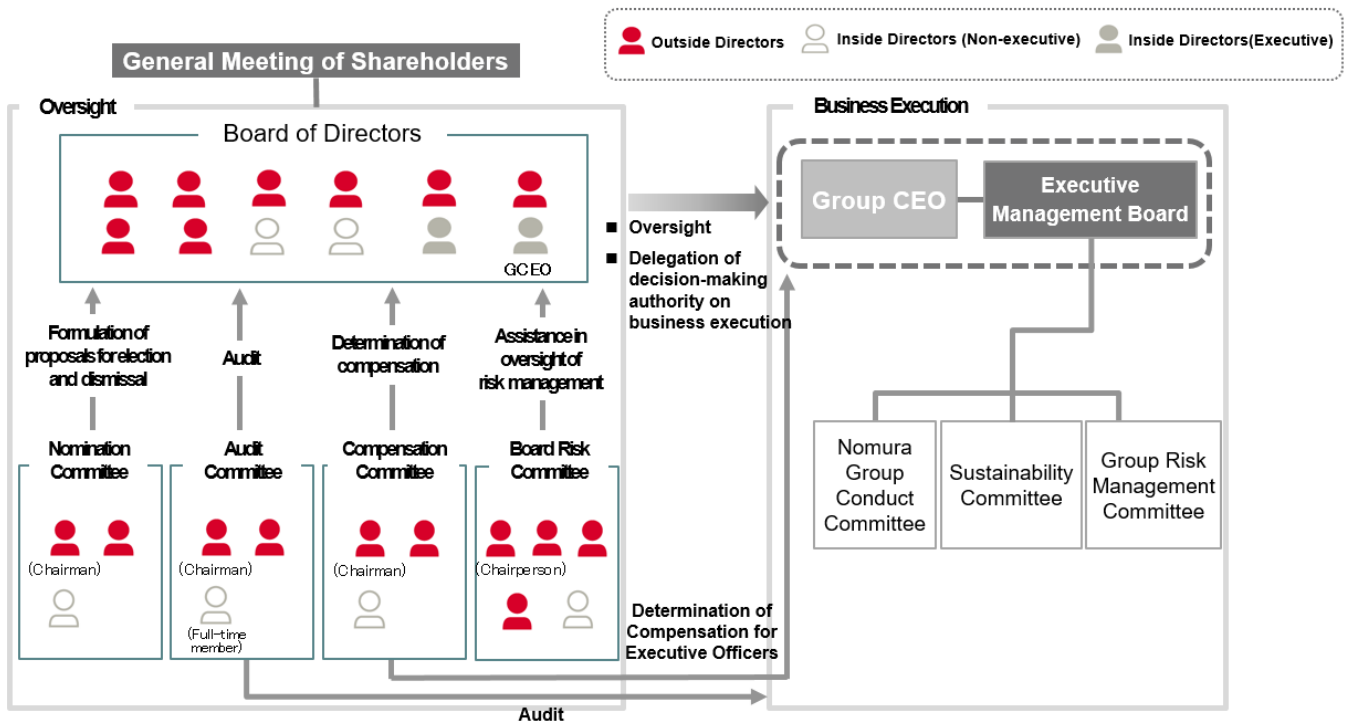 Outside Directors
Inside Directors (Non-executive)
Inside Directors(Executive)
General Meeting of Shareholders
Oversight
Board of Directors
GCEO
Formulation of
proposals for election
and dismissal
Audit
Determination of
compensation
Assistance in
oversight of
risk management
Nomination
Committee
Audit
Committee
Compensation
Committee
Board Risk
Committee
(Chairman)
(Chairman)
(Chairman)
(Chairperson)
(Full-time
member)
■ Oversight
■ Delegation of
decision-making
authority on
business execution
Determination of
Compensation for
Executive Officers
Audit
Business Execution
Group CEO
Executive
Management Board
Nomura
Group
Conduct
Committee
Sustainability
Committee
Group Risk
Management
Committee